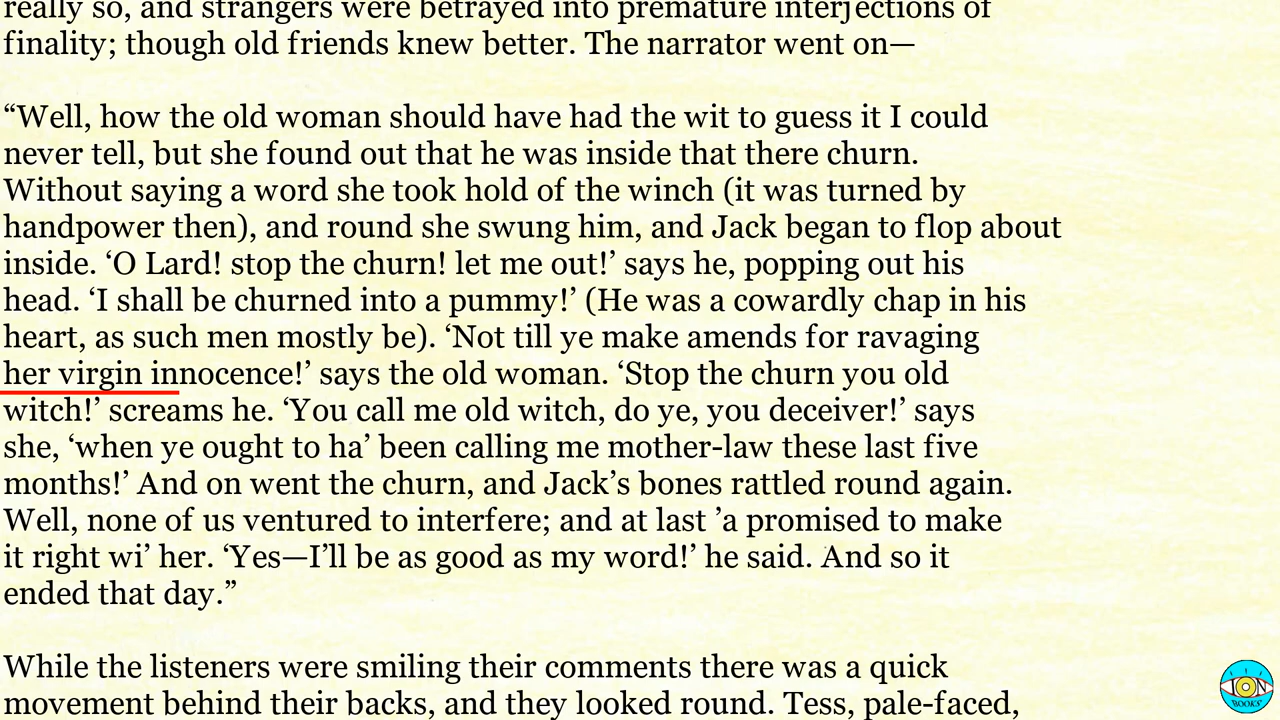 really so, and strangers were betrayed into premature interjections of
finality; though old friends knew better. The narrator went on—
“Well, how the old woman should have had the wit to guess it I could
never tell, but she found out that he was inside that there churn.
Without saying a word she took hold of the winch (it was turned by
handpower then), and round she swung him, and Jack began to flop about
inside. ‘O Lard! stop the churn! let me out!’ says he, popping out his
head. ‘I shall be churned into a pummy!’ (He was a cowardly chap in his
heart, as such men mostly be). ‘Not till ye make amends for ravaging
her virgin innocence!’ says the old woman. ‘Stop the churn you old
witch!’ screams he. ‘You call me old witch, do ye, you deceiver!’ says
she, ‘when ye ought to ha’ been calling me mother-law these last five
months!’ And on went the churn, and Jack’s bones rattled round again.
Well, none of us ventured to interfere; and at last ’a promised to make
it right wi’ her. ‘Yes—I’ll be as good as my word!’ he said. And so it
ended that day.”
While the listeners were smiling their comments there was a quick
movement behind their backs, and they looked round. Tess, pale-faced,
ION
BOOKS